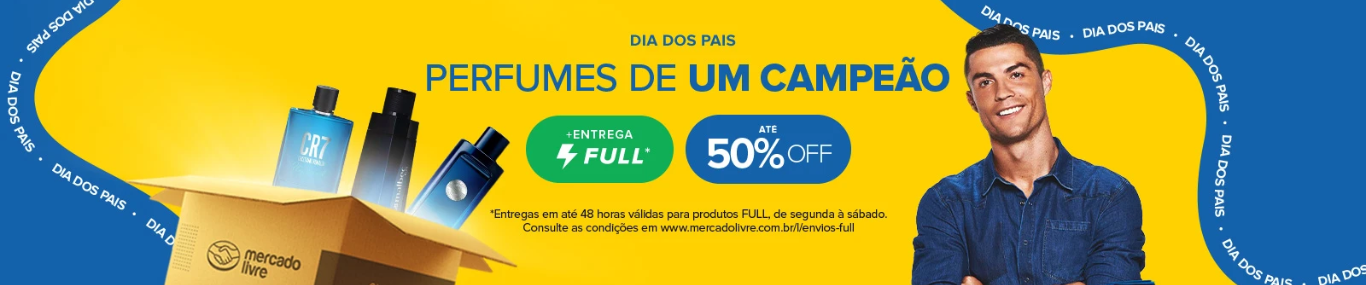 DIA DOS PAIS
PERFUMES DE UM CAMPEÃO
+ENTREGA
FULL*
ATÉ
50% OFF
*Entregas em até 48 horas válidas para produtos FULL, de segunda à sábado.
Consulte as condições em www.mercadolivre.com.br/l/envios-full
CR7
mercado
livre
DIA DOS PAIS • DIA DOS PAIS • DIA DOS PAIS • DIA
DIA DOS PAIS • DIA DOS PAIS • DIA DOS PAIS • DIA DOS PAIS • DIA DOS PAIS • DIA DOS